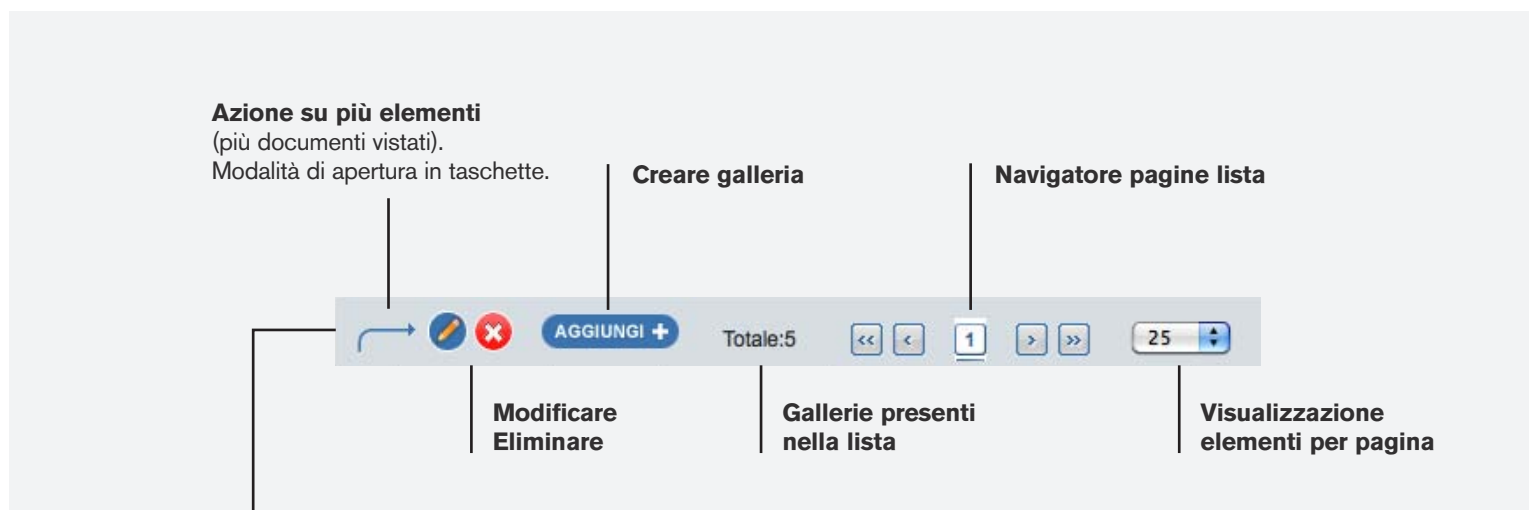 Azione su più elementi
(più documenti vistati).
Modalità di apertura in taschette.
Creare galleria
Navigatore pagine lista
AGGIUNGI +
Totale:5
<< < 1 > >>
25
Modificare
Eliminare
Gallerie presenti
nella lista
Visualizzazione
elementi per pagina